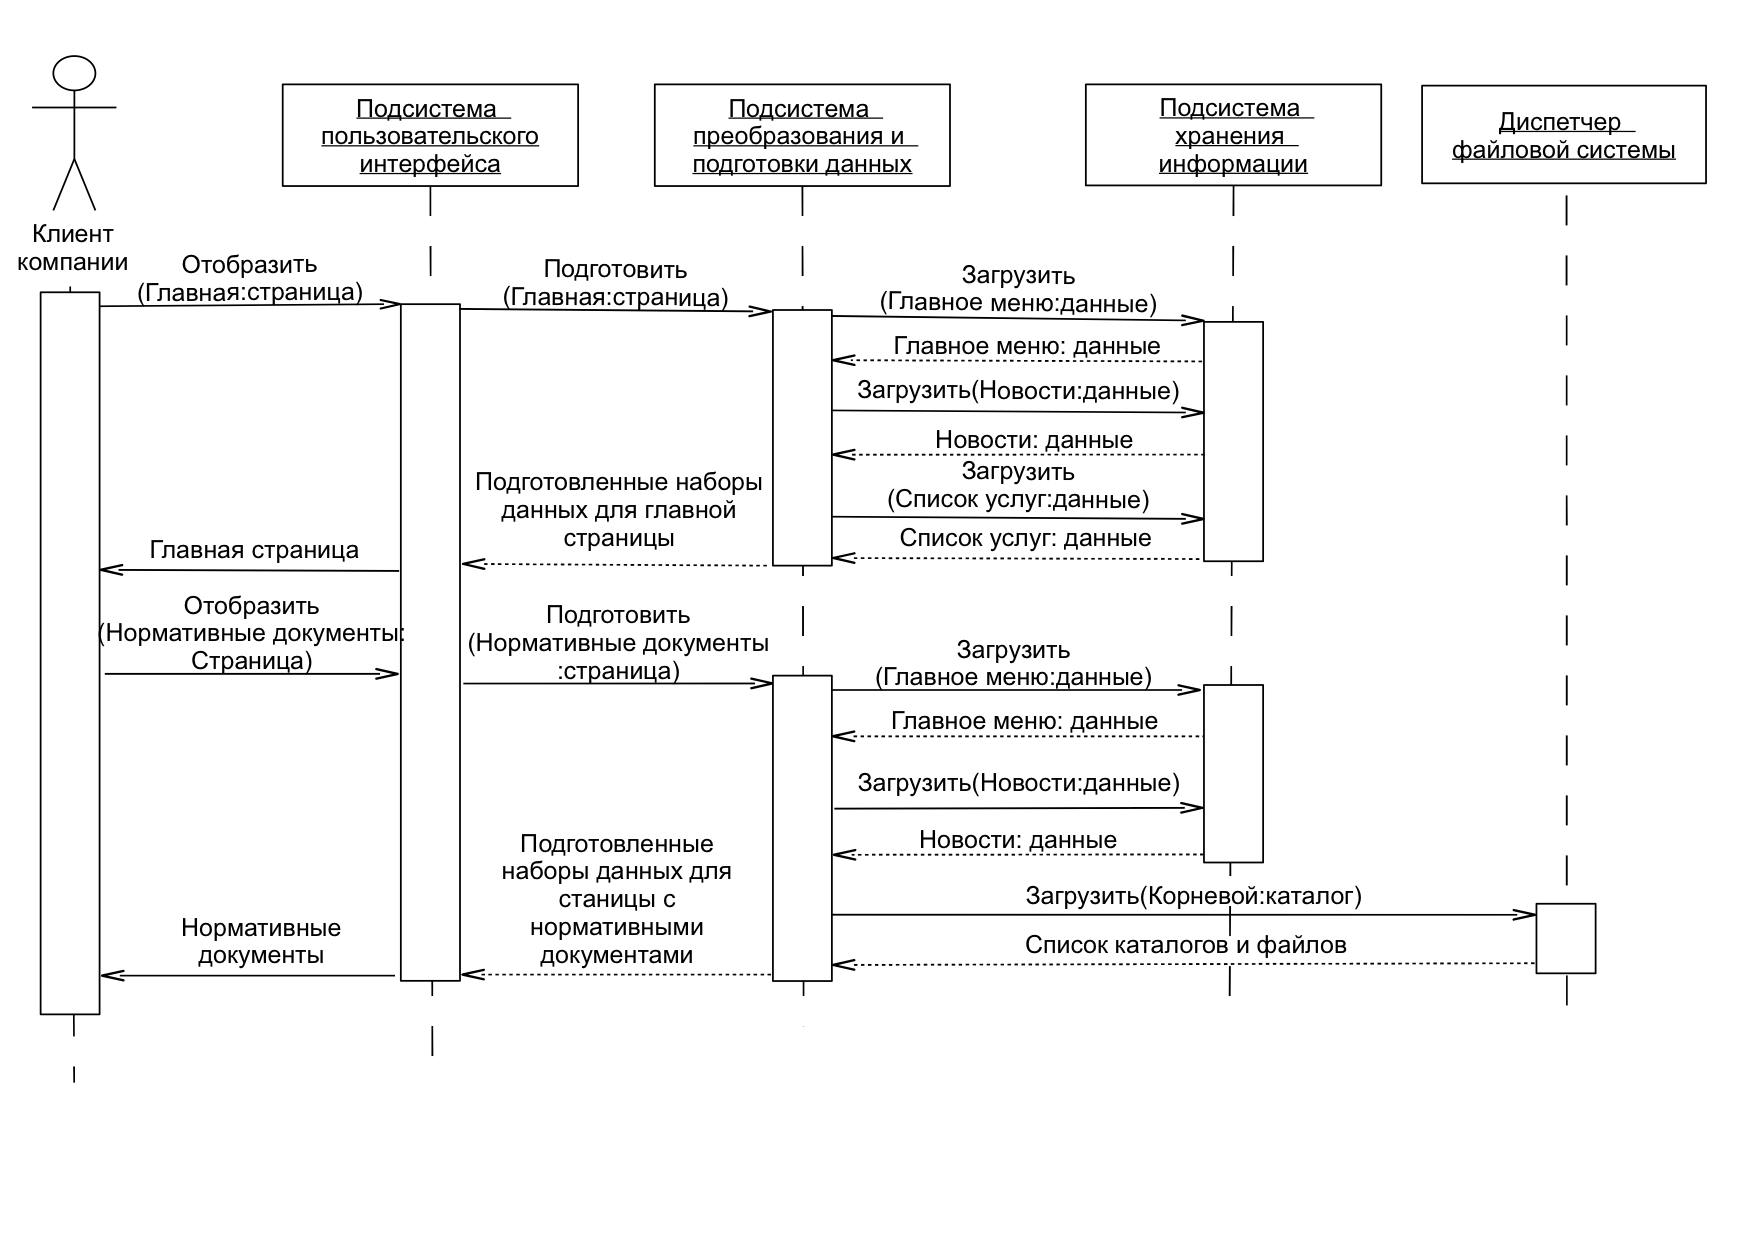 Подсистема
пользовательского
интерфейса
Подсистема
преобразования и
подготовки данных
Подсистема
хранения
информации
Диспетчер
файловой системы
Клиент
компании
Отобразить
(Главная:страница)
Подготовить
(Главная:страница)
Загрузить
(Главное меню:данные)
Главное меню: данные
Загрузить(Новости:данные)
Новости: данные
Загрузить
(Список услуг:данные)
Список услуг: данные
Подготовленные наборы
данных для главной
страницы
Главная страница
Отобразить
(Нормативные документы:
Страница)
Подготовить
(Нормативные документы
:страница)
Загрузить
(Главное меню:данные)
Главное меню: данные
Загрузить(Новости:данные)
Новости: данные
Загрузить(Корневой:каталог)
Список каталогов и файлов
Подготовленные
наборы данных для
станицы с
нормативными
документами
Нормативные
документы